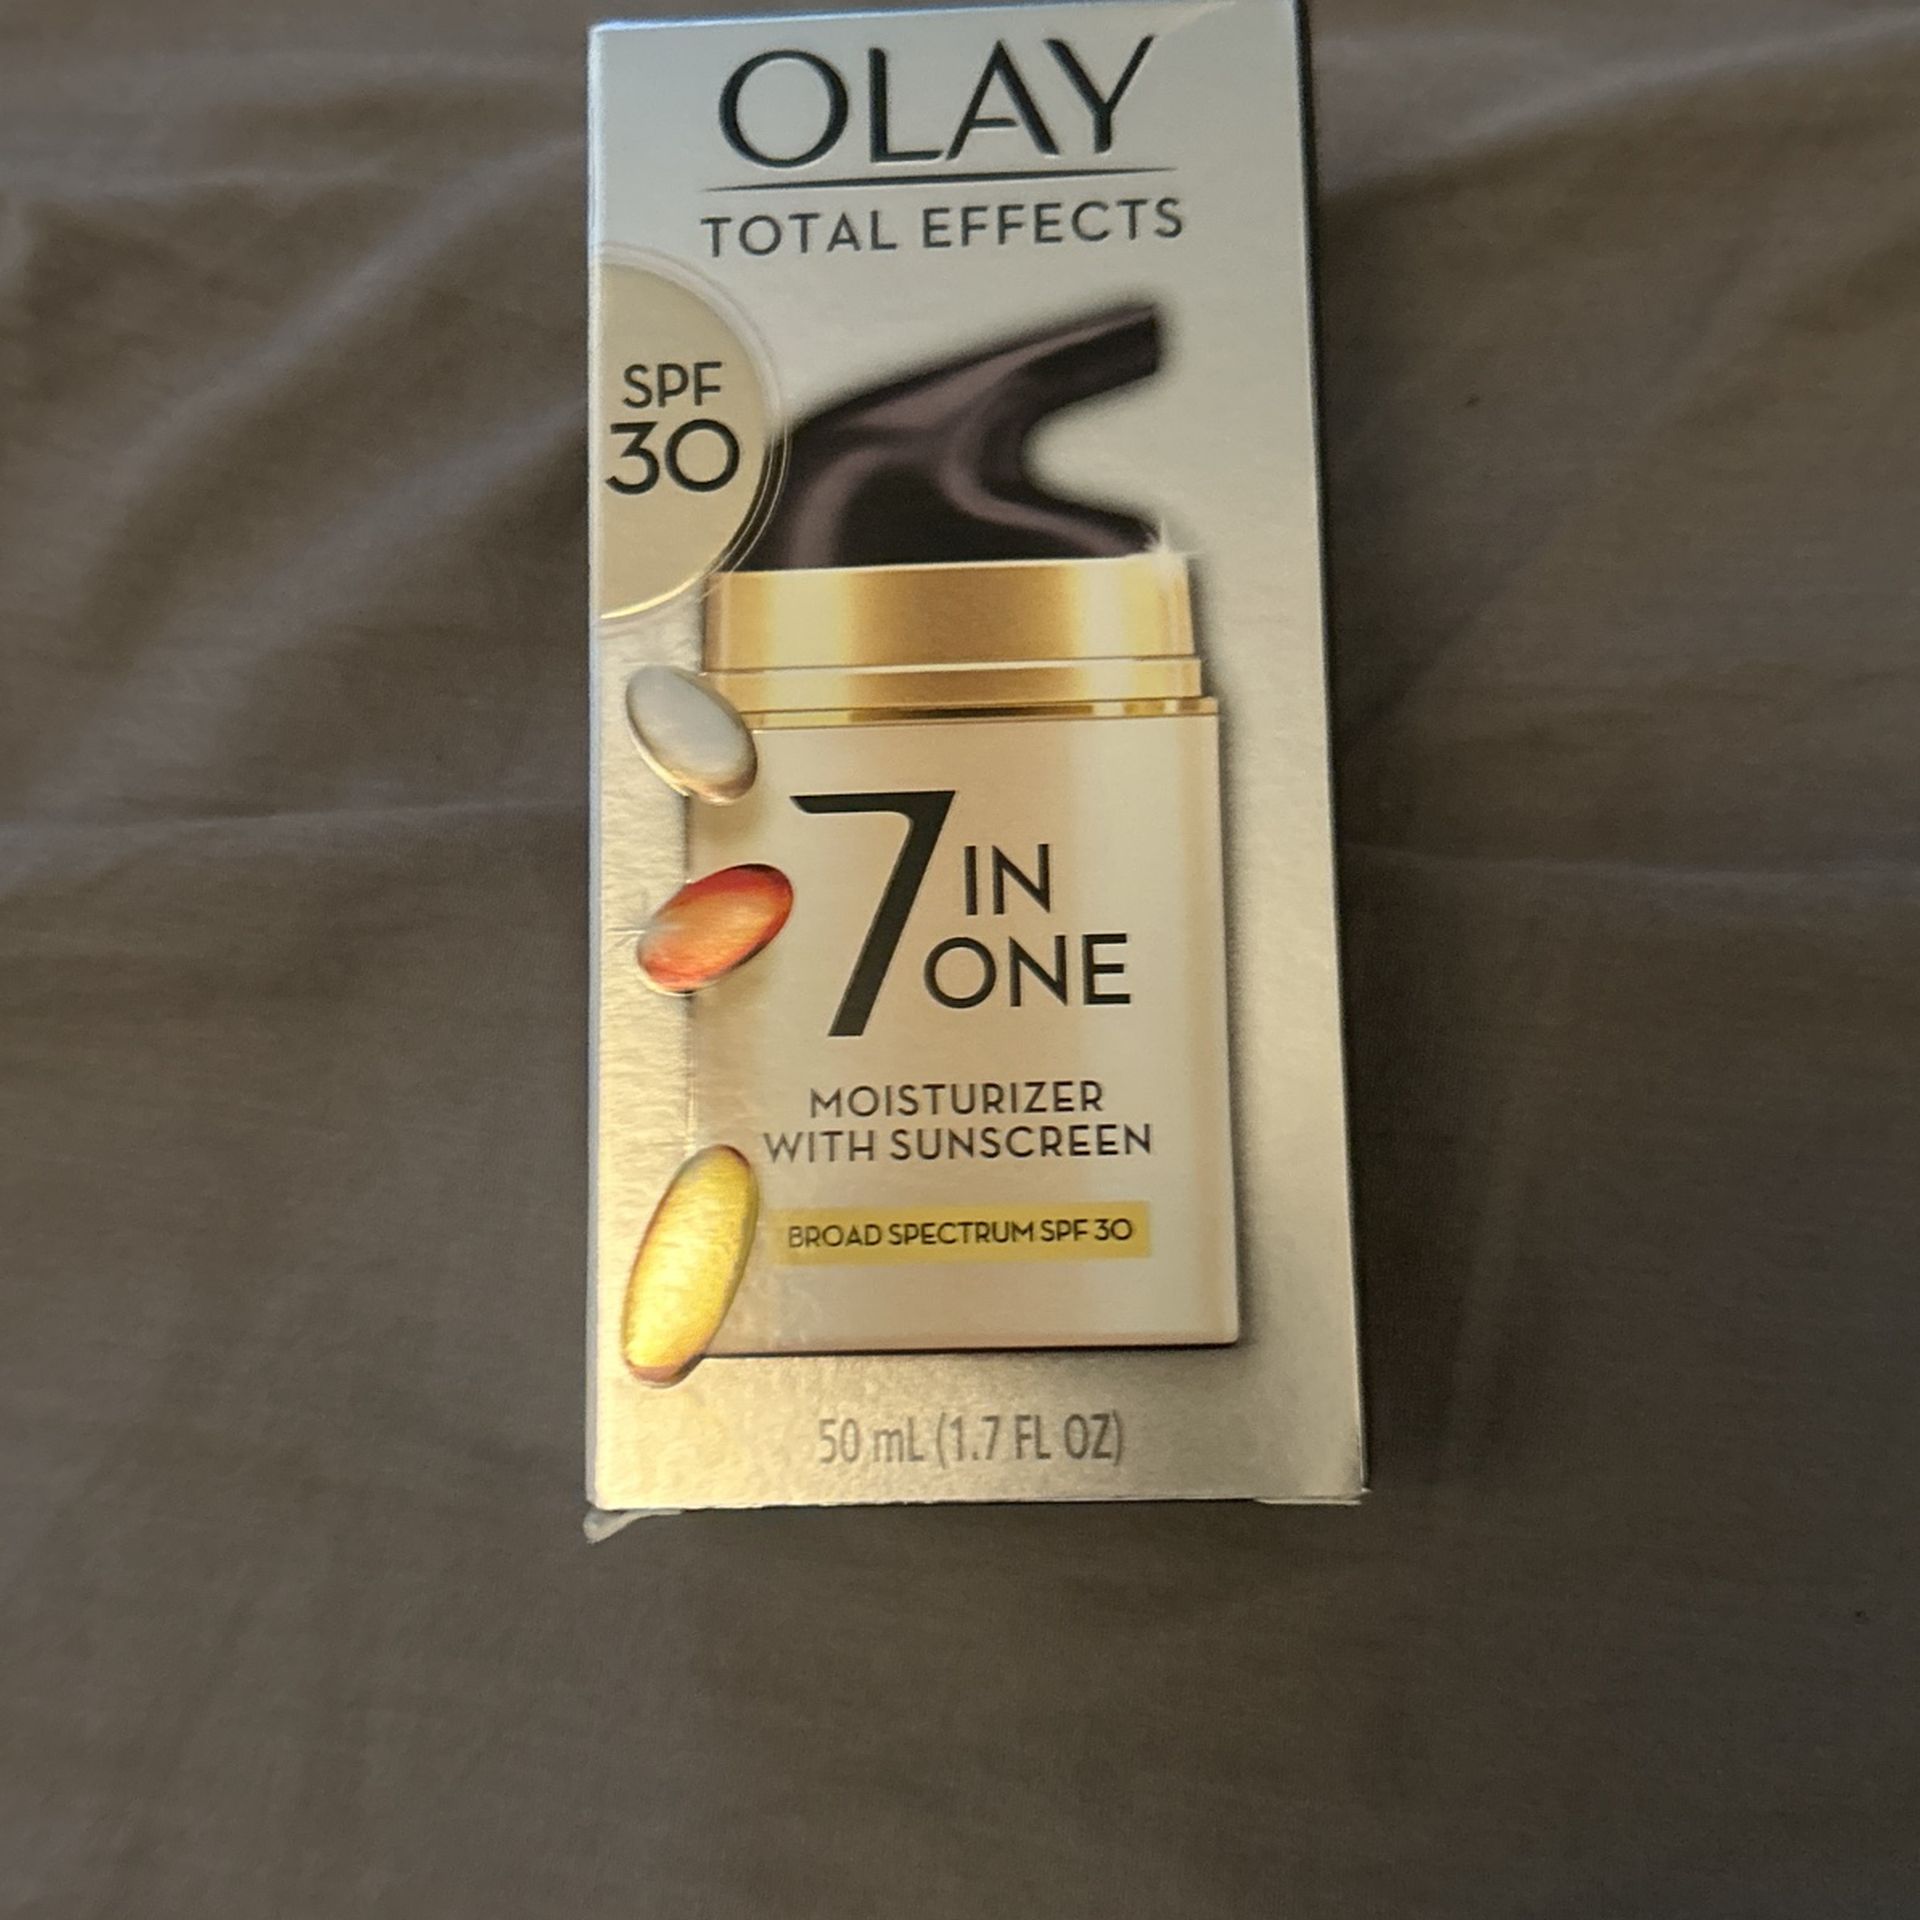 OLAY
TOTAL EFFECTS
SPF
30
7 IN
ONE
MOISTURIZER
WITH SUNSCREEN
BROAD SPECTRUM SPF 30
50 mL (1.7 FL OZ)